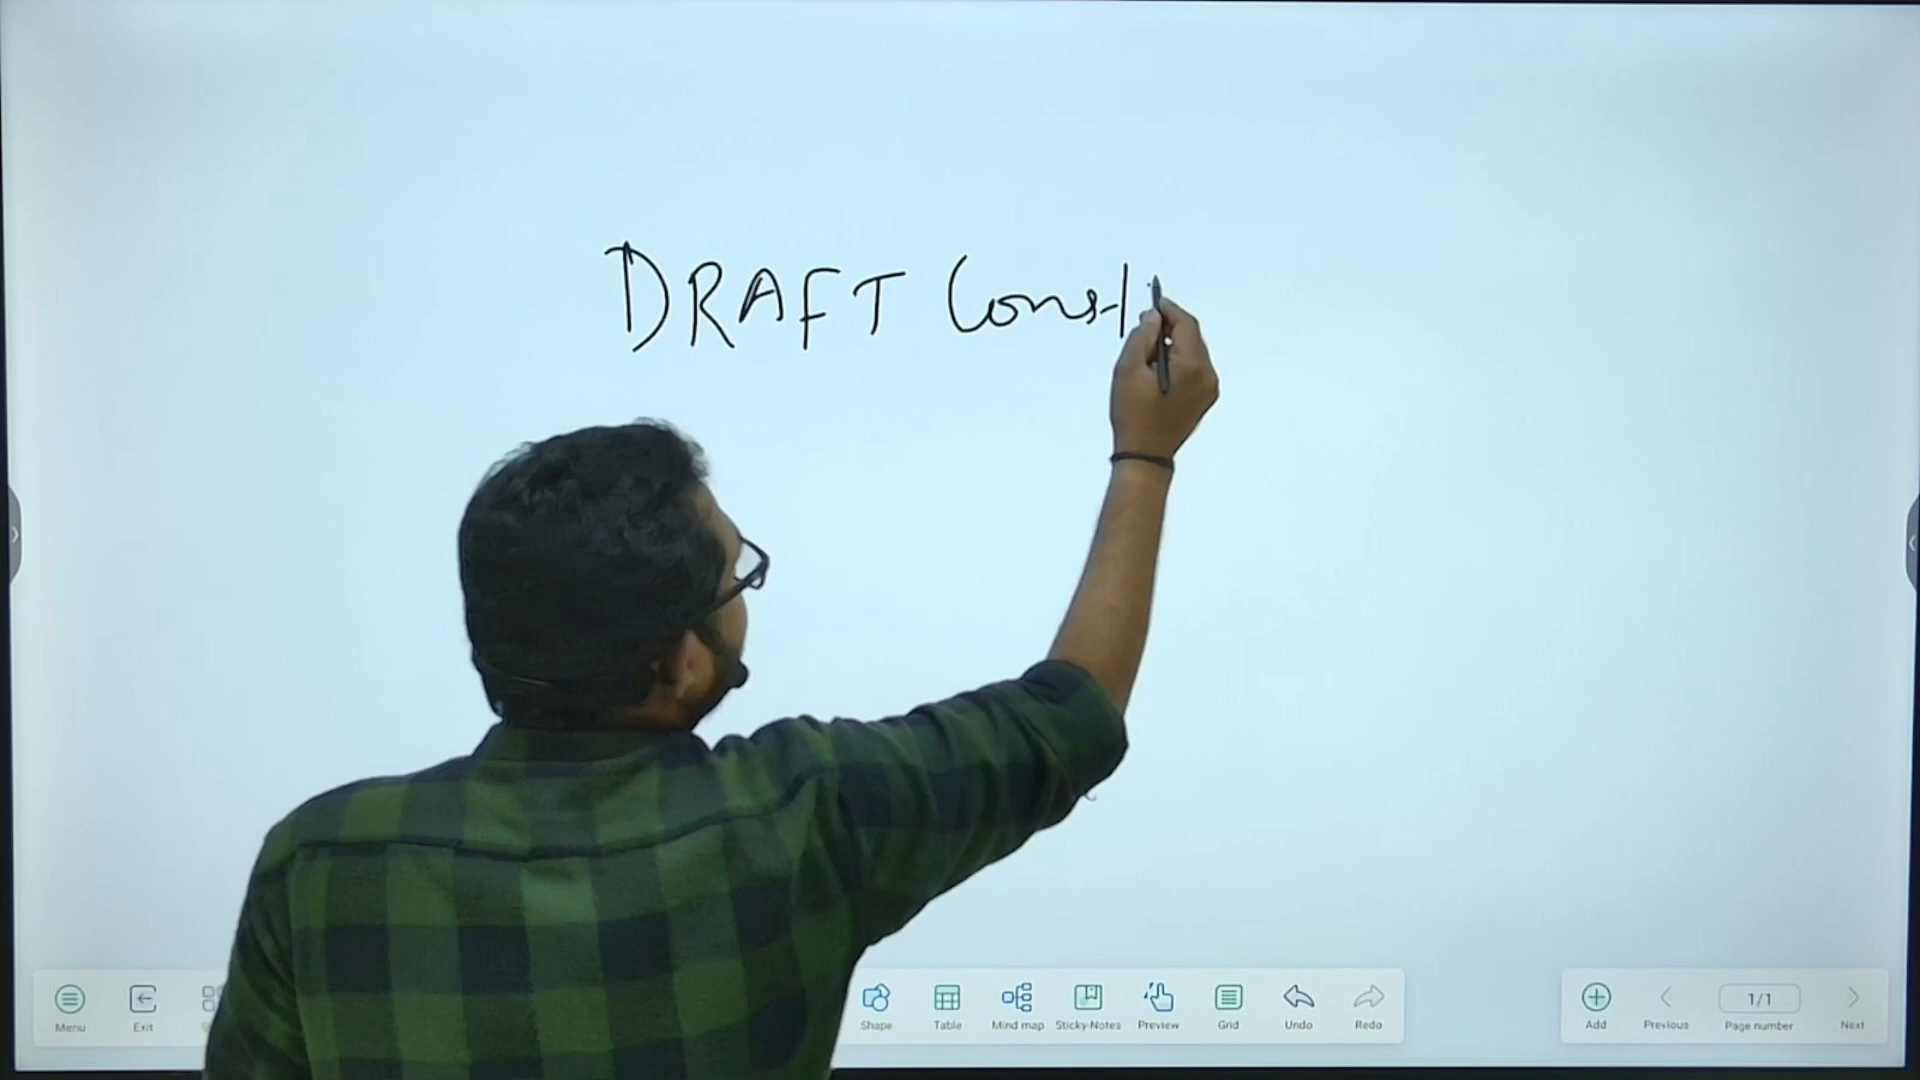 DRAFT Const
Menu
Exit
Shape
Table
Mind map
Sticky-Notes
Preview
Grid
Undo
Redo
Add
Previous
1/1
Page number
Next